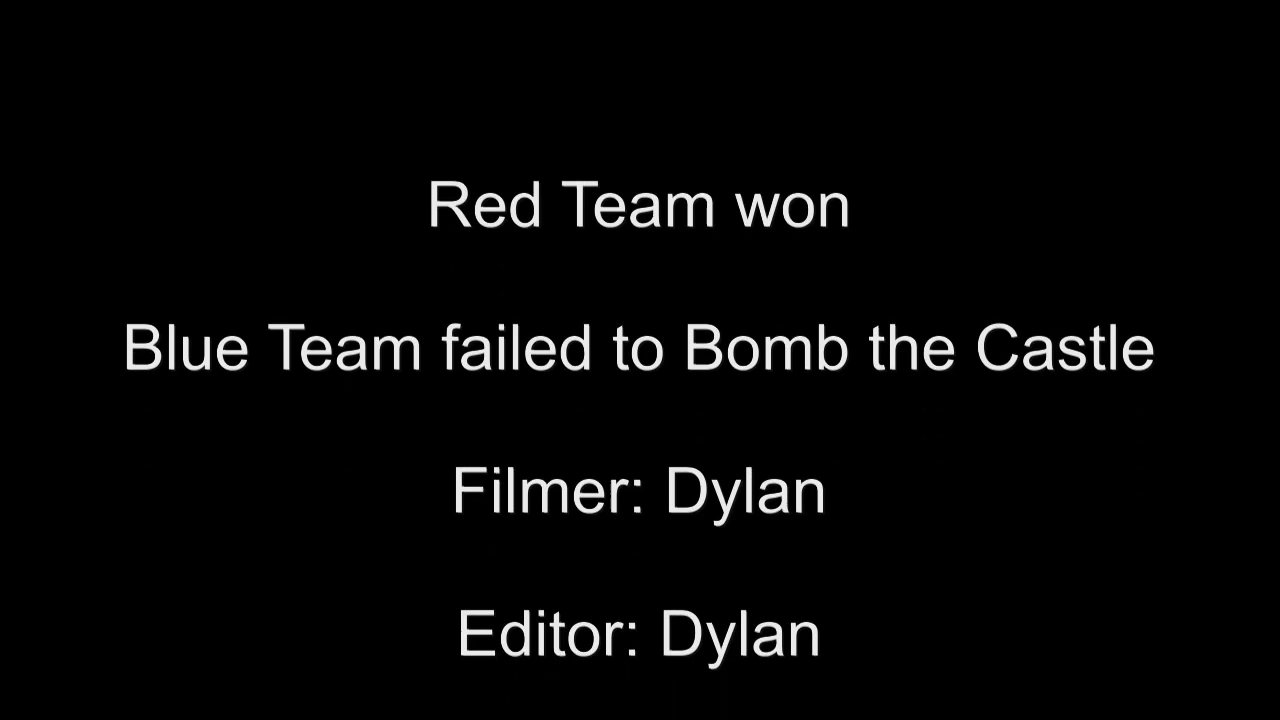 Red Team won
Blue Team failed to Bomb the Castle
Filmer: Dylan
Editor: Dylan